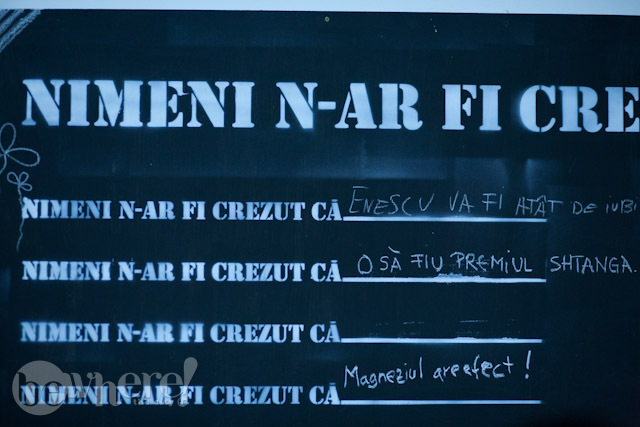 NIMENI N-AR FI CRE
NIMENI N-AR FI CREZUT CĂ ENESCU VA FI ATÂT DE IUBI
NIMENI N-AR FI CREZUT CĂ O SĂ FIU PREMIUL SHTANGA.
NIMENI N-AR FI CREZUT CĂ
NIMENI N-AR FI CREZUT CĂ Magneziul are efect!